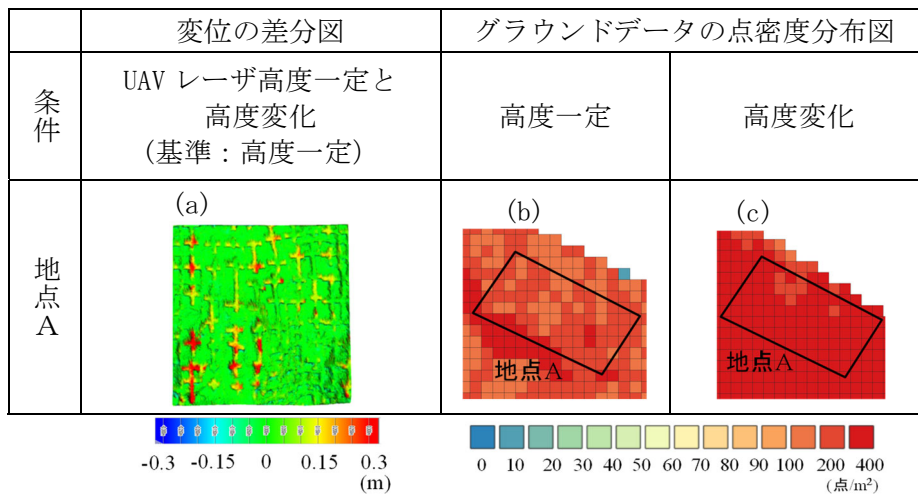 変位の差分図
グラウンドデータの点密度分布図
条件
UAV レーザ高度一定と
高度変化
(基準：高度一定)
高度一定
高度変化
地点A
(a)
(b)
地点A
(c)
地点A
-0.3 -0.15 0 0.15 0.3
(m)
0 10 20 30 40 50 60 70 80 90 100 200 400
(点/m²)